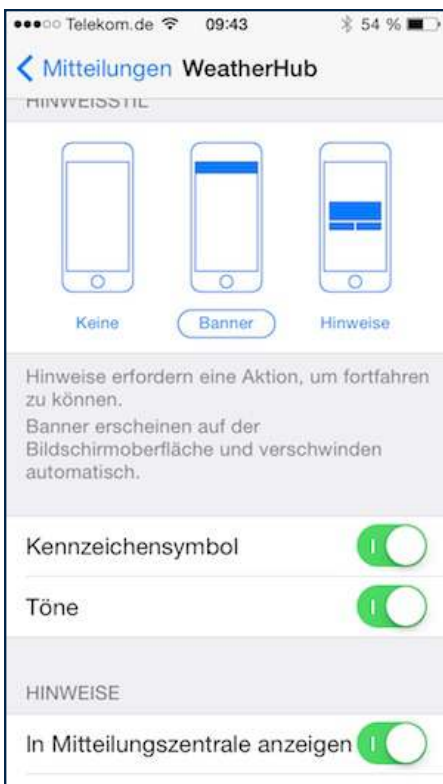 Telekom.de 09:43 54 %
Mitteilungen WeatherHub
HINWEISSTIL
Keine Banner Hinweise
Hinweise erfordern eine Aktion, um fortfahren
zu können.
Banner erscheinen auf der
Bildschirmoberfläche und verschwinden
automatisch.
Kennzeichensymbol
Töne
HINWEISE
In Mitteilungszentrale anzeigen